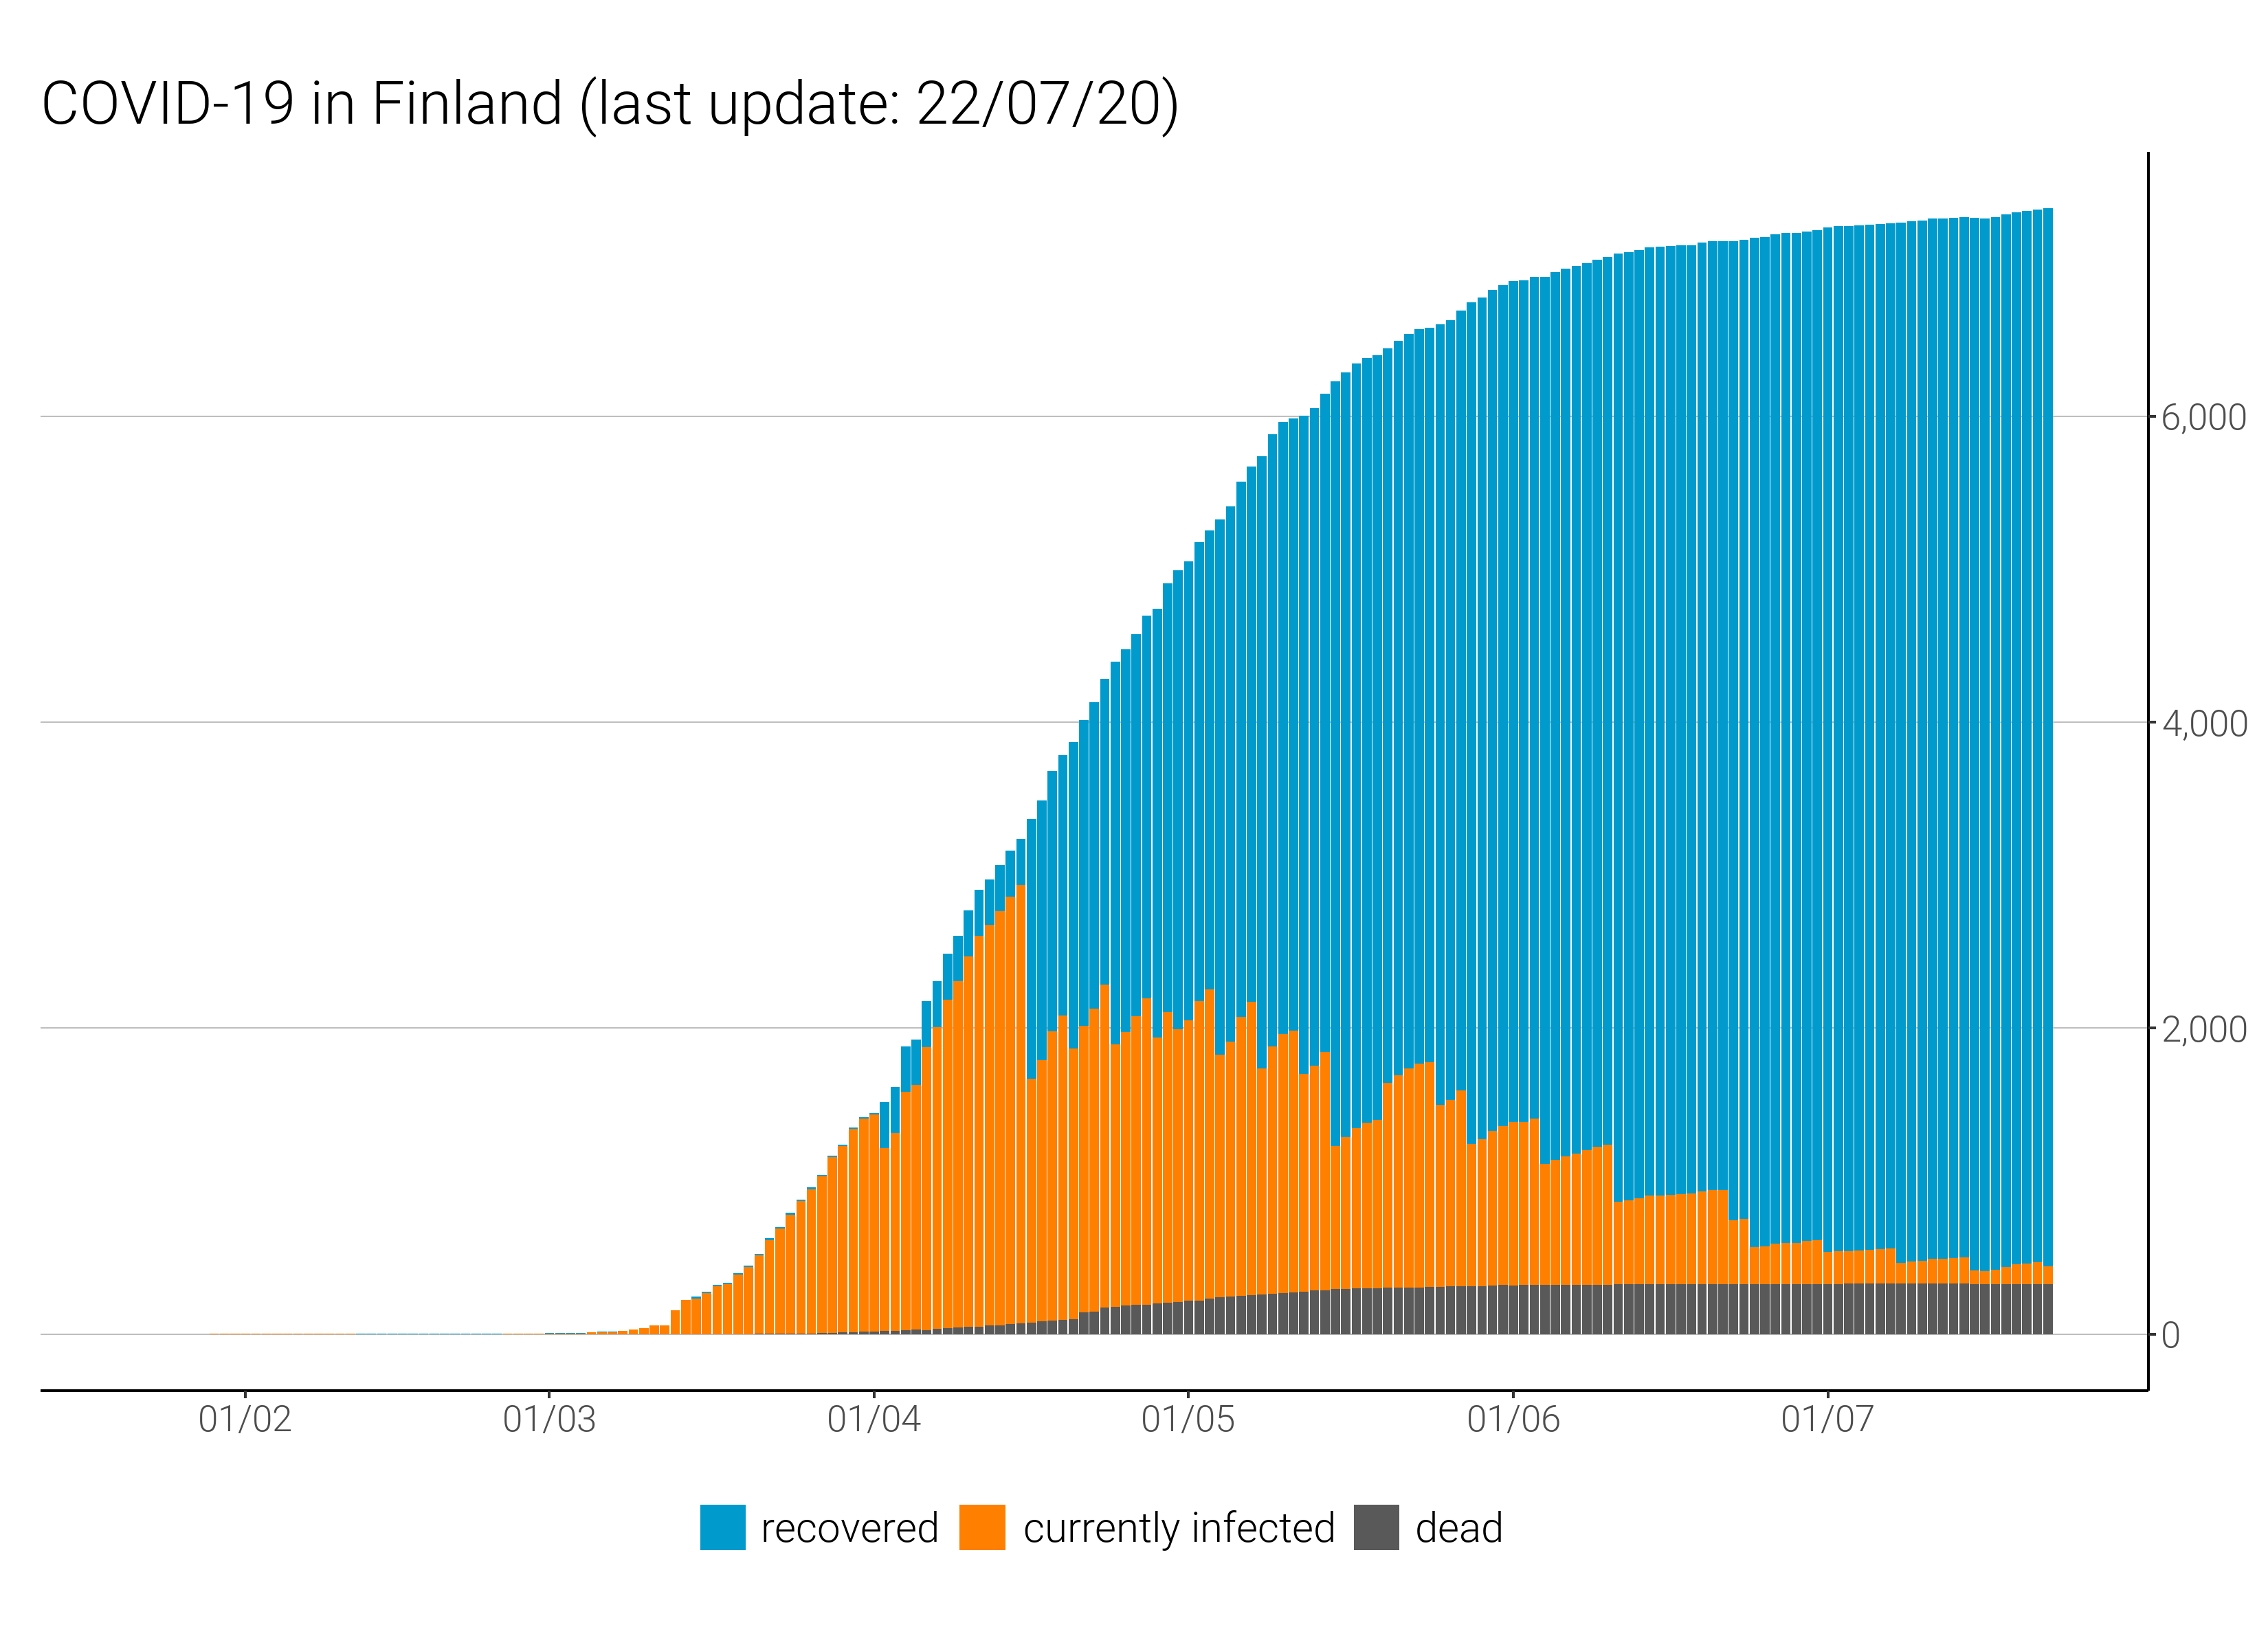 COVID-19 in Finland (last update: 22/07/20)
6,000
4,000
2,000
0
01/02 01/03 01/04 01/05 01/06 01/07
recovered currently infected dead